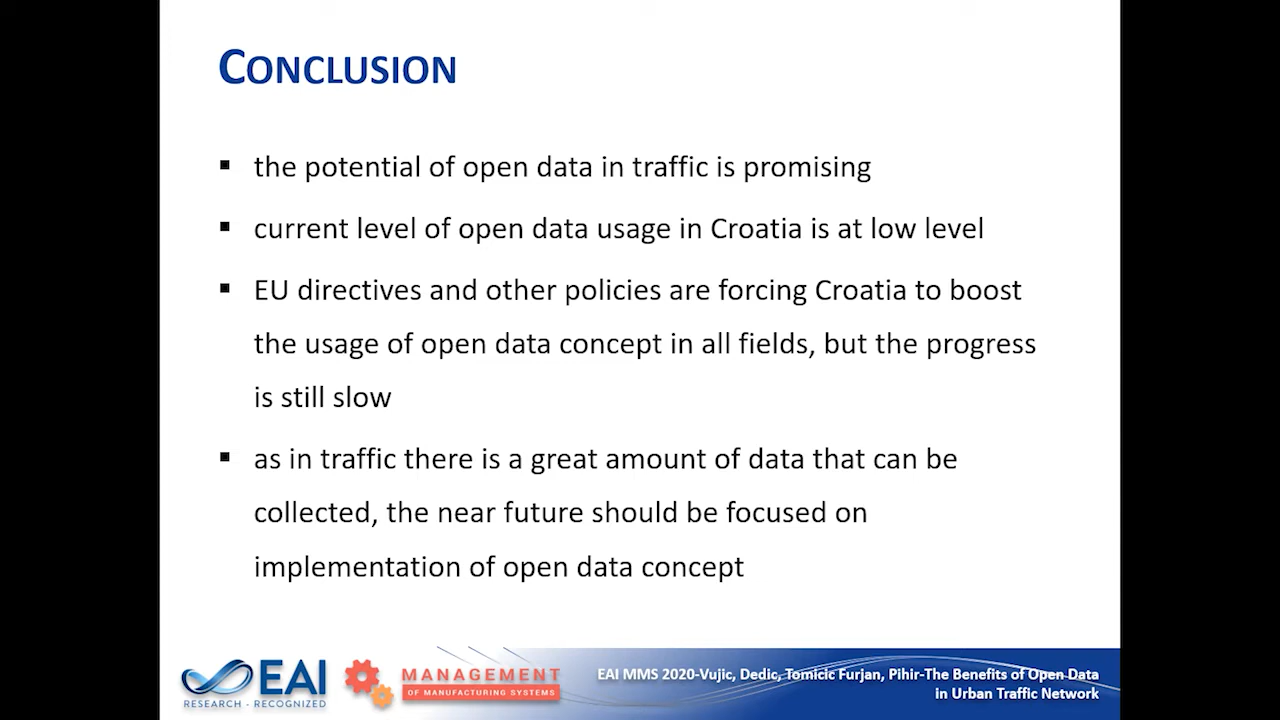 CONCLUSION
▪ the potential of open data in traffic is promising
▪ current level of open data usage in Croatia is at low level
▪ EU directives and other policies are forcing Croatia to boost
the usage of open data concept in all fields, but the progress
is still slow
▪ as in traffic there is a great amount of data that can be
collected, the near future should be focused on
implementation of open data concept
EAI
RESEARCH - RECOGNIZED
MANAGEMENT
OF MANUFACTURING SYSTEMS
EAI MMS 2020-Vujic, Dedic, Tomicic Furjan, Pihir-The Benefits of Open Data
in Urban Traffic Network